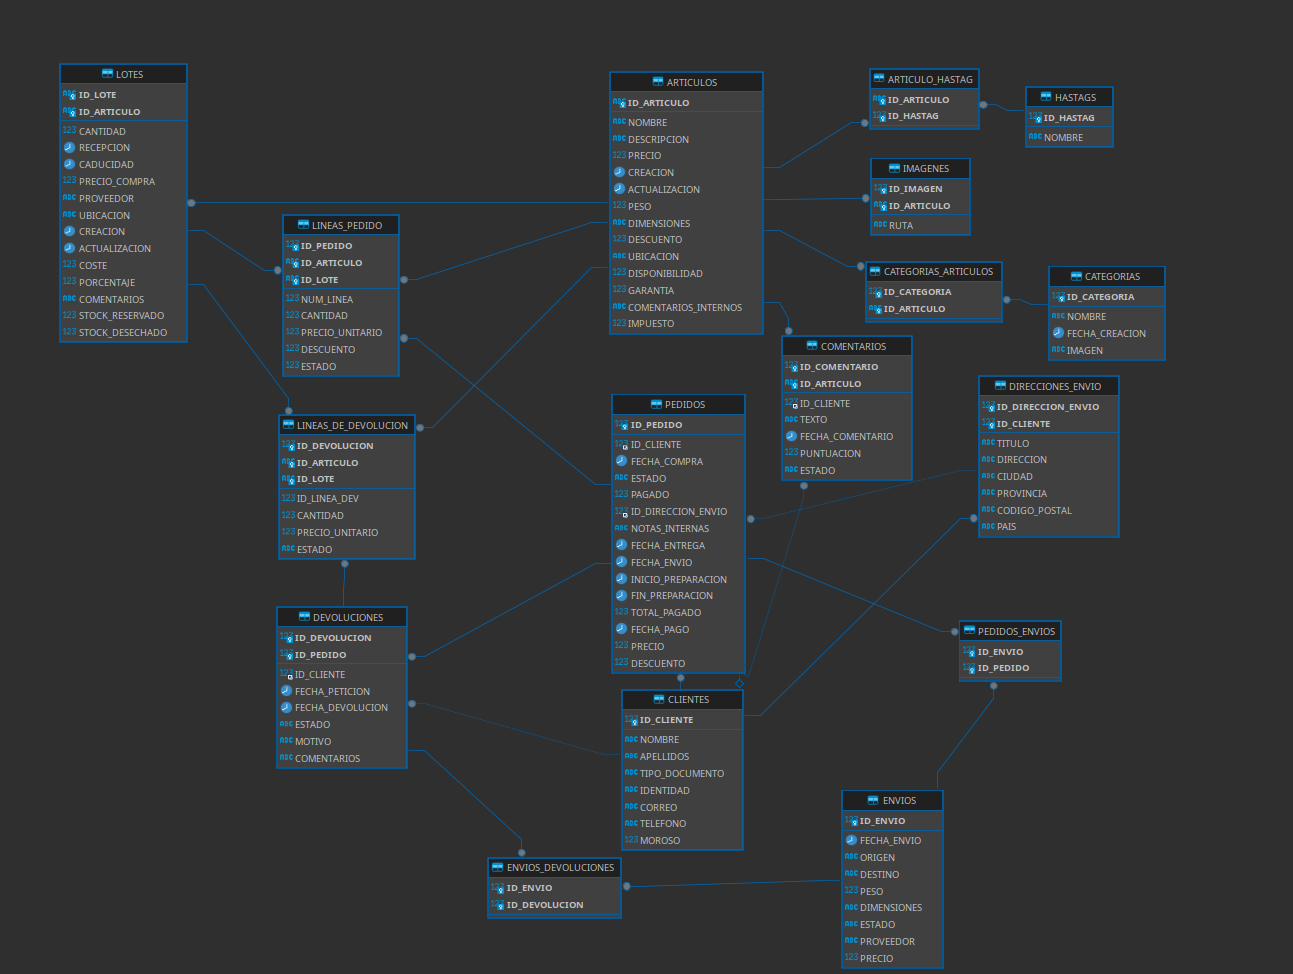 LOTES
ID_LOTE
ID_ARTICULO
CANTIDAD
RECEPCION
CADUCIDAD
PRECIO_COMPRA
PROVEEDOR
UBICACION
CREACION
ACTUALIZACION
COSTE
PORCENTAJE
COMENTARIOS
STOCK_RESERVADO
STOCK_DESECHADO
LINEAS_PEDIDO
ID_PEDIDO
ID_ARTICULO
ID_LOTE
NUM_LINEA
CANTIDAD
PRECIO_UNITARIO
DESCUENTO
ESTADO
LINEAS_DE_DEVOLUCION
ID_DEVOLUCION
ID_ARTICULO
ID_LOTE
ID_LINEA_DEV
CANTIDAD
PRECIO_UNITARIO
ESTADO
DEVOLUCIONES
ID_DEVOLUCION
ID_PEDIDO
ID_CLIENTE
FECHA_PETICION
FECHA_DEVOLUCION
ESTADO
MOTIVO
COMENTARIOS
ENVIOS_DEVOLUCIONES
ID_ENVIO
ID_DEVOLUCION
ARTICULOS
ID_ARTICULO
NOMBRE
DESCRIPCION
PRECIO
CREACION
ACTUALIZACION
PESO
DIMENSIONES
DESCUENTO
UBICACION
DISPONIBILIDAD
GARANTIA
COMENTARIOS_INTERNOS
IMPUESTO
PEDIDOS
ID_PEDIDO
ID_CLIENTE
FECHA_COMPRA
ESTADO
PAGADO
ID_DIRECCION_ENVIO
NOTAS_INTERNAS
FECHA_ENTREGA
FECHA_ENVIO
INICIO_PREPARACION
FIN_PREPARACION
TOTAL_PAGADO
FECHA_PAGO
PRECIO
DESCUENTO
CLIENTES
ID_CLIENTE
NOMBRE
APELLIDOS
TIPO_DOCUMENTO
IDENTIDAD
CORREO
TELEFONO
MOROSO
ARTICULO_HASTAG
ID_ARTICULO
ID_HASTAG
HASTAGS
ID_HASTAG
NOMBRE
IMAGENES
ID_IMAGEN
ID_ARTICULO
RUTA
CATEGORIAS_ARTICULOS
ID_CATEGORIA
ID_ARTICULO
CATEGORIAS
ID_CATEGORIA
NOMBRE
FECHA_CREACION
IMAGEN
COMENTARIOS
ID_COMENTARIO
ID_ARTICULO
ID_CLIENTE
TEXTO
FECHA_COMENTARIO
PUNTUACION
ESTADO
DIRECCIONES_ENVIO
ID_DIRECCION_ENVIO
ID_CLIENTE
TITULO
DIRECCION
CIUDAD
PROVINCIA
CODIGO_POSTAL
PAIS
PEDIDOS_ENVIOS
ID_ENVIO
ID_PEDIDO
ENVIOS
ID_ENVIO
FECHA_ENVIO
ORIGEN
DESTINO
PESO
DIMENSIONES
ESTADO
PROVEEDOR
PRECIO